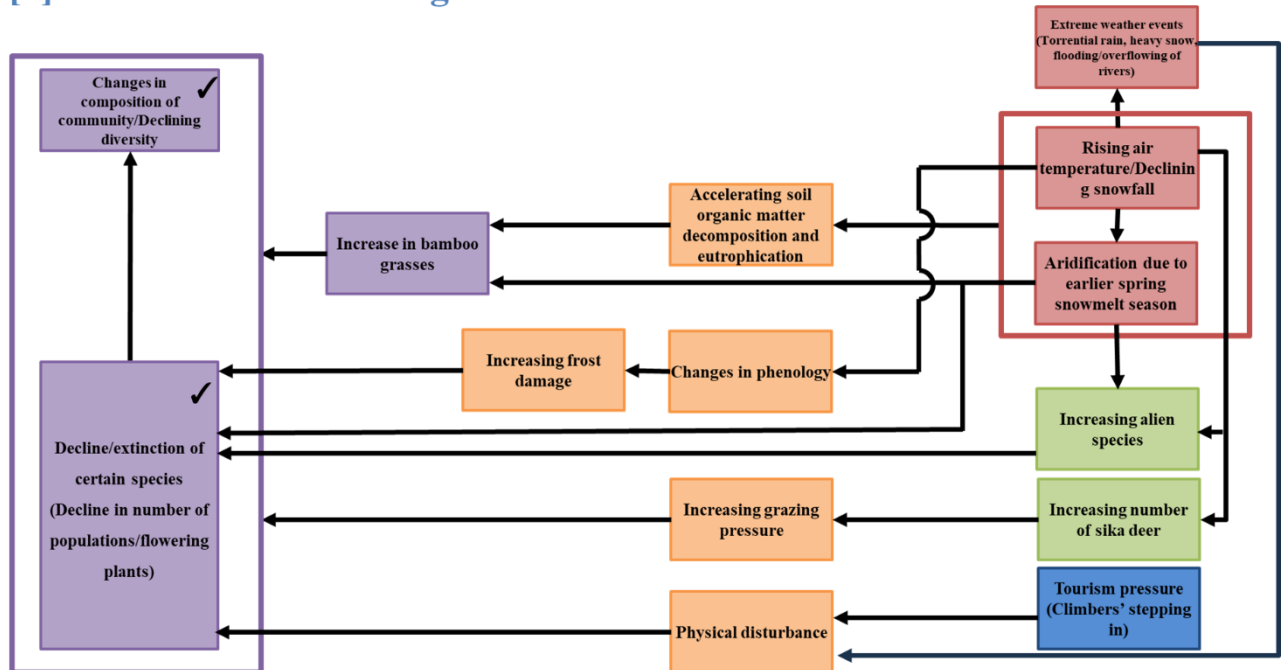 Extreme weather events
(Torrential rain, heavy snow,
flooding/overflowing of
rivers)
Changes in
composition of
community/Declining
diversity
✓
Rising air
temperature/Declinin
g snowfall
Accelerating soil
organic matter
decomposition and
eutrophication
Increase in bamboo
grasses
Aridification due to
earlier spring
snowmelt season
Increasing frost
damage
Changes in phenology
✓
Decline/extinction of
certain species
(Decline in number of
populations/flowering
plants)
Increasing alien
species
Increasing grazing
pressure
Increasing number
of sika deer
Tourism pressure
(Climbers' stepping
in)
Physical disturbance